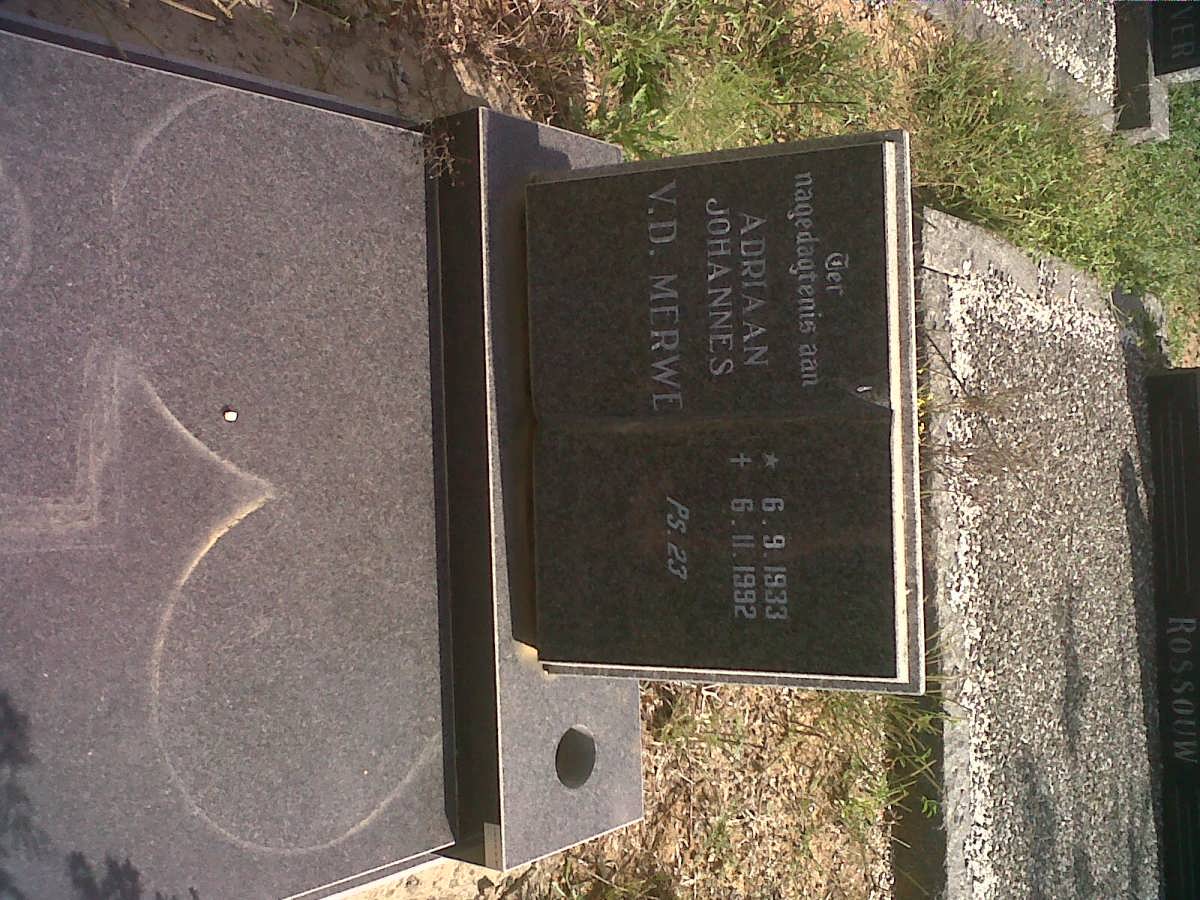 Ter
nagedagtenis aan
ADRIAAN
JOHANNES
V.D. MERWE
★ 6.9.1933
✝ 6.11.1992
PS. 23
ROSSOUW